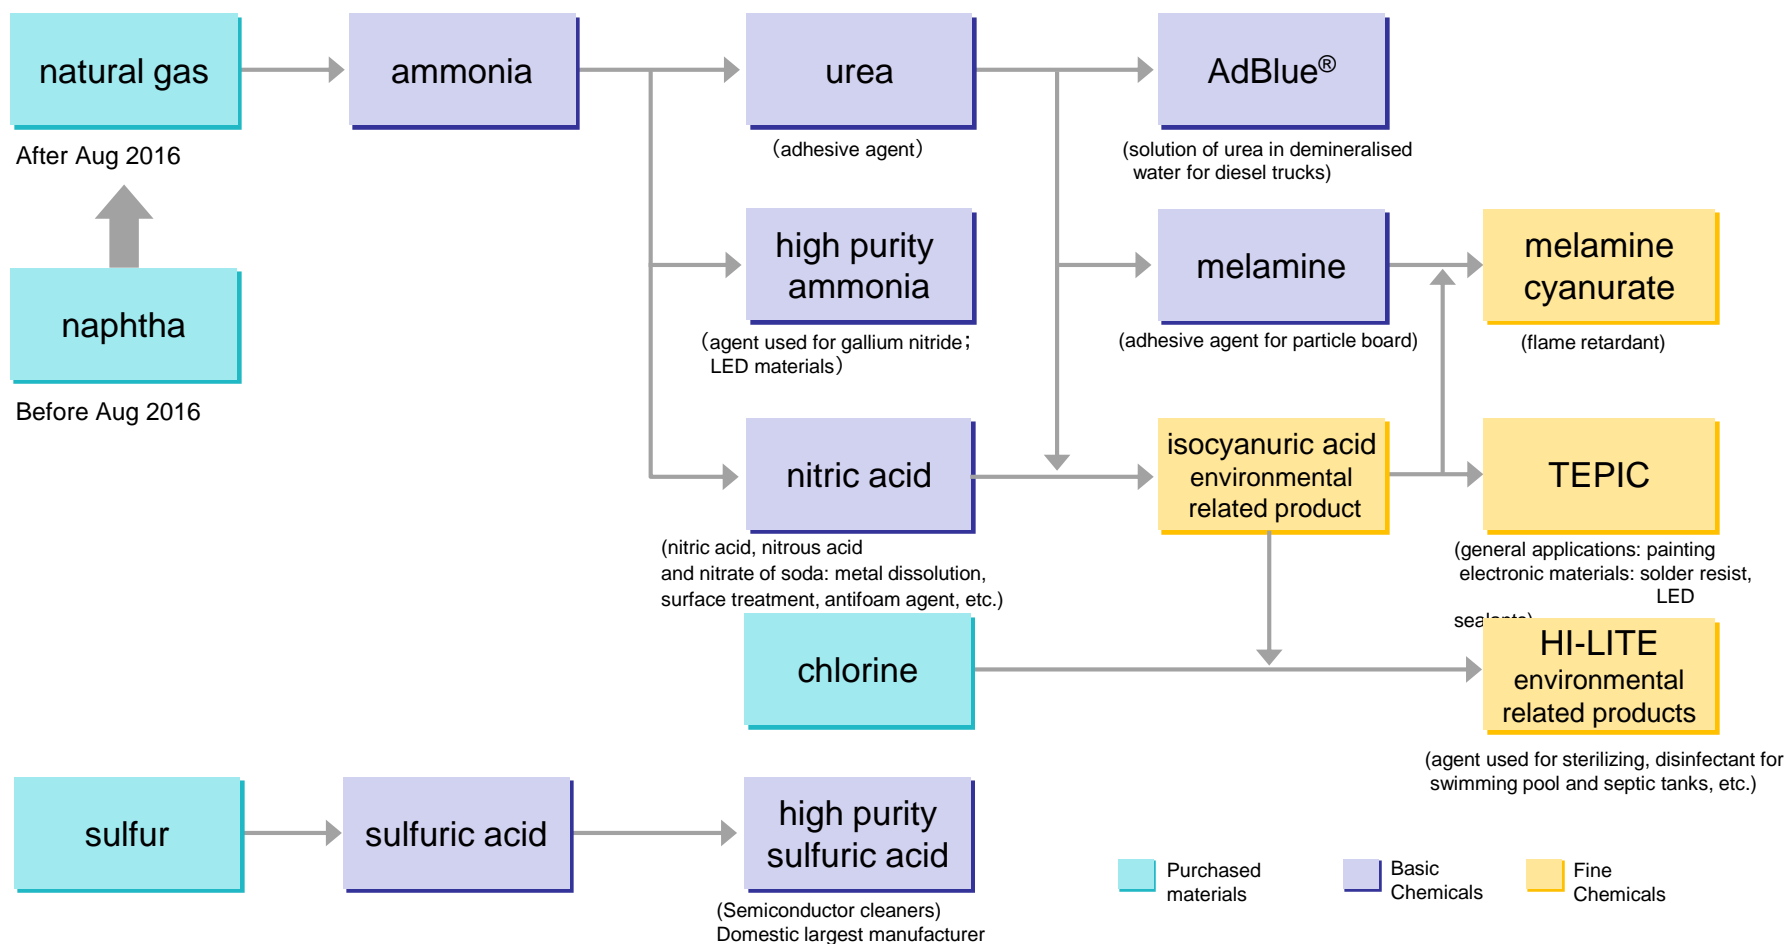 natural gas
After Aug 2016
naphtha
Before Aug 2016
ammonia
urea
(adhesive agent)
AdBlue®
(solution of urea in demineralised
water for diesel trucks)
high purity
ammonia
(agent used for gallium nitride;
LED materials)
melamine
(adhesive agent for particle board)
melamine
cyanurate
(flame retardant)
nitric acid
(nitric acid, nitrous acid
and nitrate of soda: metal dissolution,
surface treatment, antifoam agent, etc.)
isocyanuric acid
environmental
related product
TEPIC
(general applications: painting
electronic materials: solder resist,
LED
sealants)
chlorine
HI-LITE
environmental
related products
(agent used for sterilizing, disinfectant for
swimming pool and septic tanks, etc.)
sulfur
sulfuric acid
high purity
sulfuric acid
(Semiconductor cleaners)
Domestic largest manufacturer
Purchased
materials
Basic
Chemicals
Fine
Chemicals